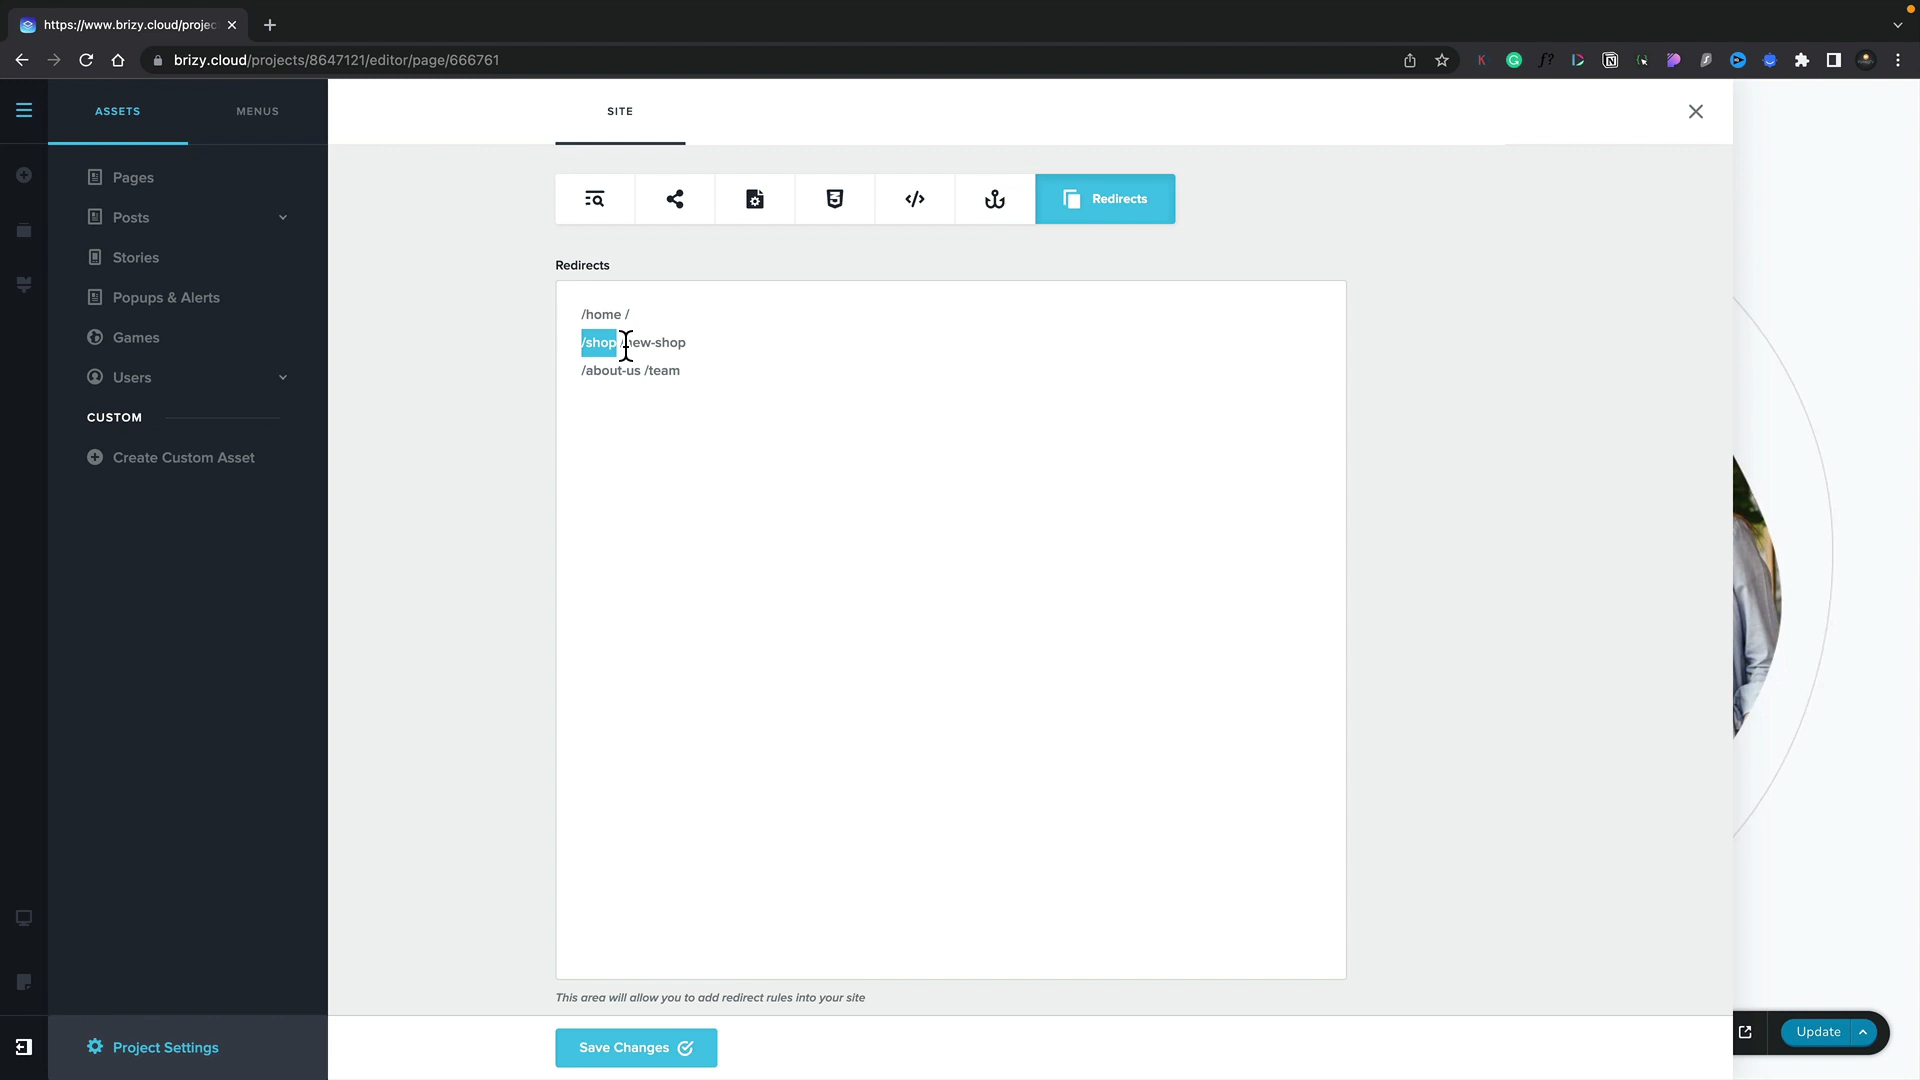 https://www.brizy.cloud/projec
brizy.cloud/projects/8647121/editor/page/666761
ASSETS
MENUS
SITE
Pages
Posts
Stories
Popups & Alerts
Games
Users
CUSTOM
Create Custom Asset
Project Settings
Redirects
Redirects
/home /
/shop /new-shop
/about-us /team
This area will allow you to add redirect rules into your site
Save Changes
Update